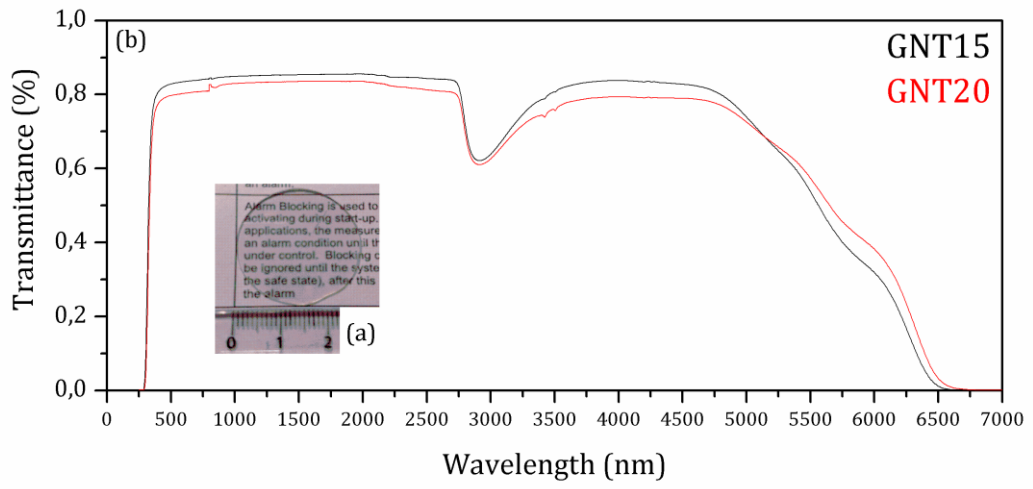 1,0
(b)
GNT15
GNT20
0,8
0,6
0,4
0,2
0,0
Transmittance (%)
an alarm.
Alarm Blocking is used to
activating during start-up.
applications, the measure
an alarm condition until th
under control. Blocking c
be ignored until the syste
the safe state), after this
the alarm
0 1 2
(a)
0 500 1000 1500 2000 2500 3000 3500 4000 4500 5000 5500 6000 6500 7000
Wavelength (nm)